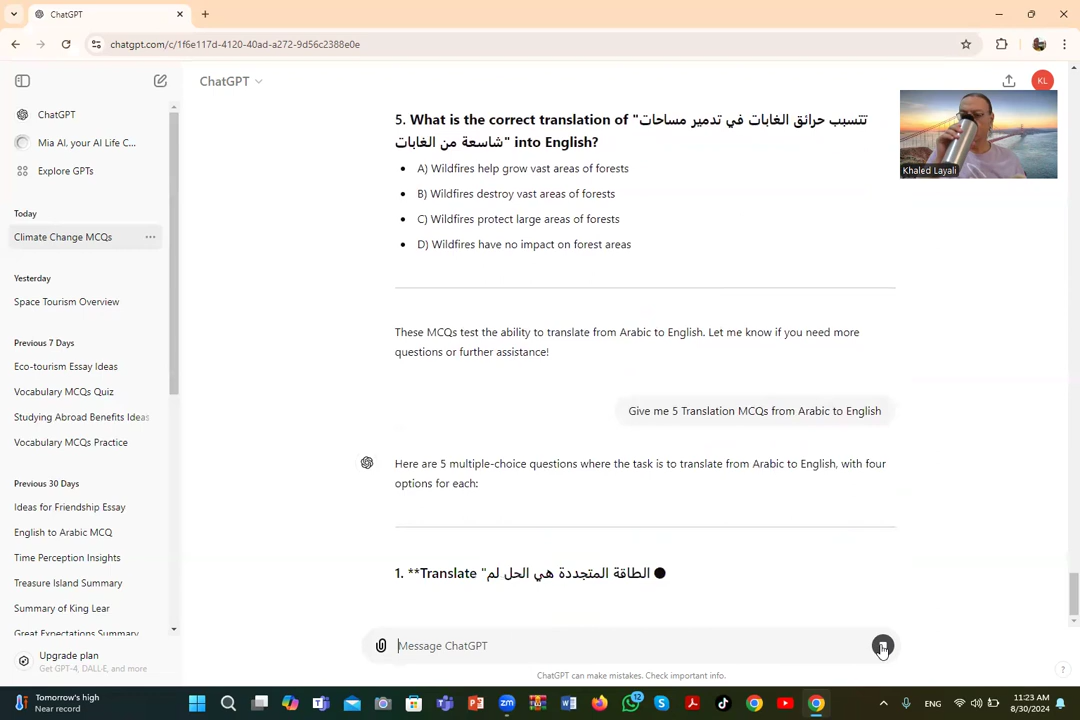 ChatGPT
chatgpt.com/c/1f6e117d-4120-40ad-a272-9d56c2388e0e
ChatGPT
KL
ChatGPT
Mia AI, your AI Life C...
Explore GPTs
Today
Climate Change MCQs
Yesterday
Space Tourism Overview
Previous 7 Days
Eco-tourism Essay Ideas
Vocabulary MCQs Quiz
Studying Abroad Benefits Ideas
Vocabulary MCQs Practice
Previous 30 Days
Ideas for Friendship Essay
English to Arabic MCQ
Time Perception Insights
Treasure Island Summary
Summary of King Lear
Great Expectations Summary
Upgrade plan
Get GPT-4, DALL-E, and more
5. What is the correct translation of "تتسبب حرائق الغابات في تدمير مساحات
شاسعة من الغابات" into English?
A) Wildfires help grow vast areas of forests
B) Wildfires destroy vast areas of forests
C) Wildfires protect large areas of forests
D) Wildfires have no impact on forest areas
Khaled Layali
These MCQs test the ability to translate from Arabic to English. Let me know if you need more
questions or further assistance!
Give me 5 Translation MCQs from Arabic to English
Here are 5 multiple-choice questions where the task is to translate from Arabic to English, with four
options for each:
1. **Translate "الطاقة المتجددة هي الحل لم
Message ChatGPT
ChatGPT can make mistakes. Check important info.
?
Tomorrow's high
Near record
12
ENG
11:23 AM
8/30/2024